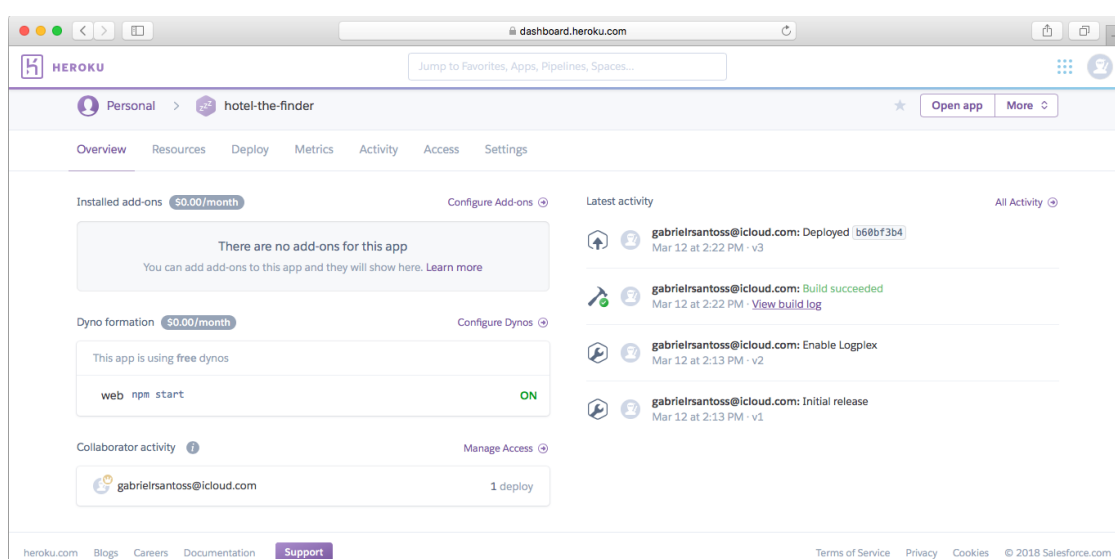 dashboard.heroku.com
HEROKU
Jump to Favorites, Apps, Pipelines, Spaces...
Personal > hotel-the-finder
Open app More
Overview Resources Deploy Metrics Activity Access Settings
Installed add-ons $0.00/month Configure Add-ons
There are no add-ons for this app
You can add add-ons to this app and they will show here. Learn more
Dyno formation $0.00/month Configure Dynos
This app is using free dynos
web npm start ON
Collaborator activity Manage Access
gabrielrsantoss@icloud.com 1 deploy
Latest activity All Activity
gabrielrsantoss@icloud.com: Deployed b60bf3b4
Mar 12 at 2:22 PM · v3
gabrielrsantoss@icloud.com: Build succeeded
Mar 12 at 2:22 PM · View build log
gabrielrsantoss@icloud.com: Enable Logplex
Mar 12 at 2:13 PM · v2
gabrielrsantoss@icloud.com: Initial release
Mar 12 at 2:13 PM · v1
heroku.com Blogs Careers Documentation Support Terms of Service Privacy Cookies © 2018 Salesforce.com